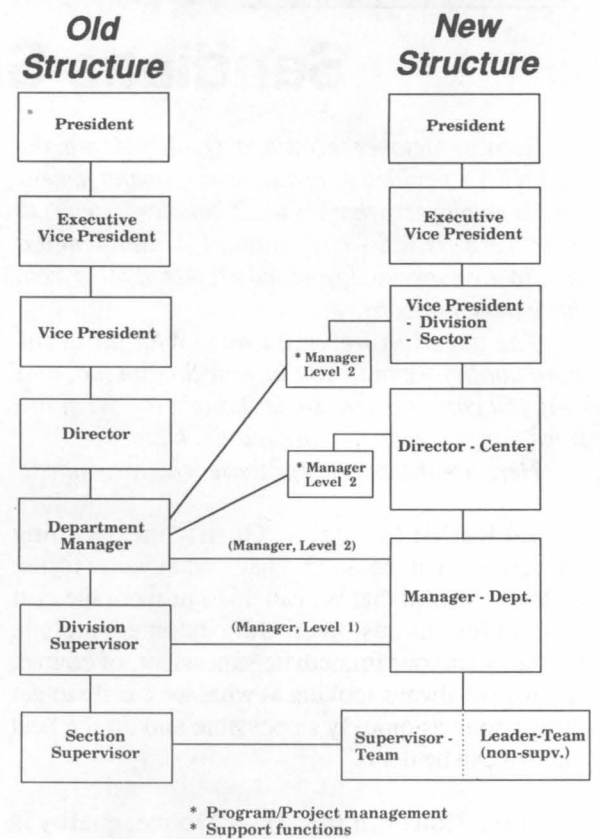 Old
Structure
New
Structure
President
President
Executive
Vice President
Executive
Vice President
Vice President
Vice President
- Division
- Sector
* Manager
Level 2
Director
Director - Center
* Manager
Level 2
Department
Manager
(Manager, Level 2)
Manager - Dept.
Division
Supervisor
(Manager, Level 1)
Section
Supervisor
Supervisor -
Team
Leader-Team
(non-supv.)
* Program/Project management
* Support functions